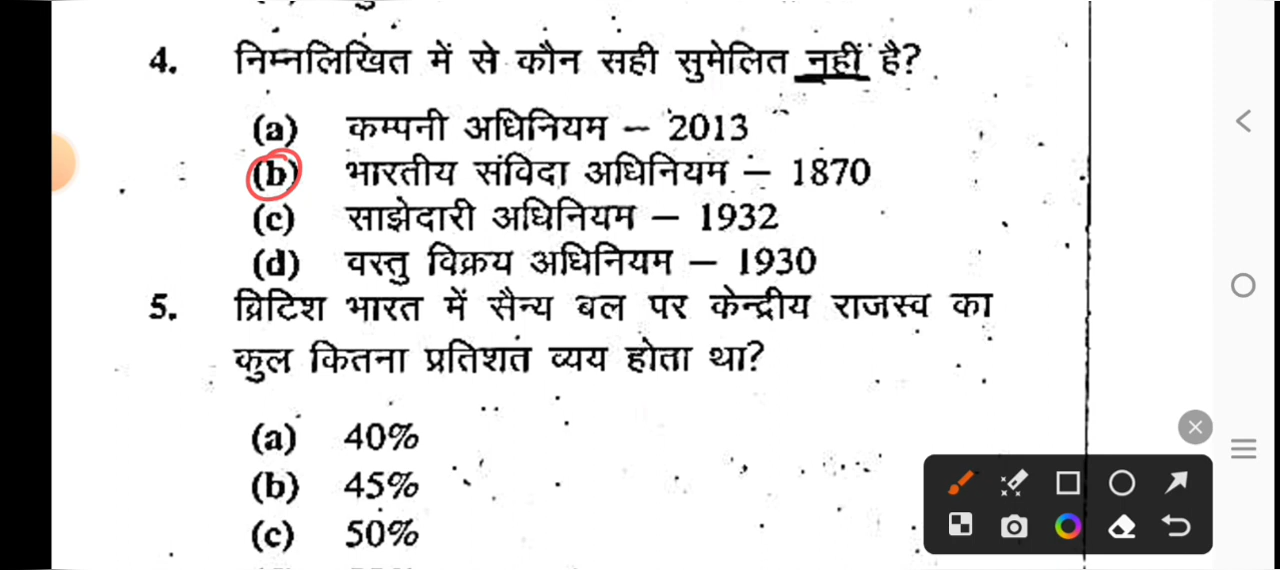 4. निम्नलिखित में से कौन सही सुमेलित नहीं है?
(a) कम्पनी अधिनियम – 2013
(b) भारतीय संविदा अधिनियम – 1870
(c) साझेदारी अधिनियम – 1932
(d) वस्तु विक्रय अधिनियम – 1930
5. ब्रिटिश भारत में सैन्य बल पर केन्द्रीय राजस्व का
कुल कितना प्रतिशत व्यय होता था?
(a) 40%
(b) 45%
(c) 50%